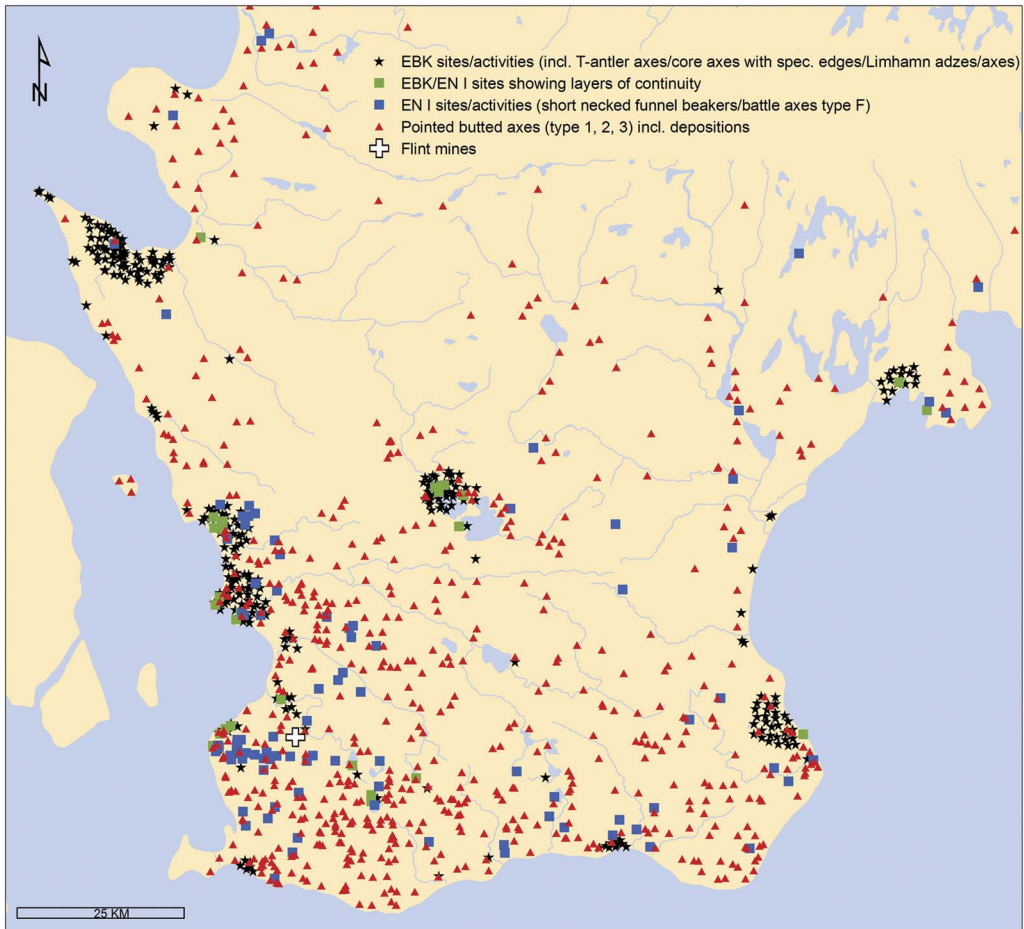 EBK sites/activities (incl. T-antler axes/core axes with spec. edges/Limhamn adzes/axes)
EBK/EN I sites showing layers of continuity
EN I sites/activities (short necked funnel beakers/battle axes type F)
Pointed butted axes (type 1, 2, 3) incl. depositions
Flint mines
N
25 KM